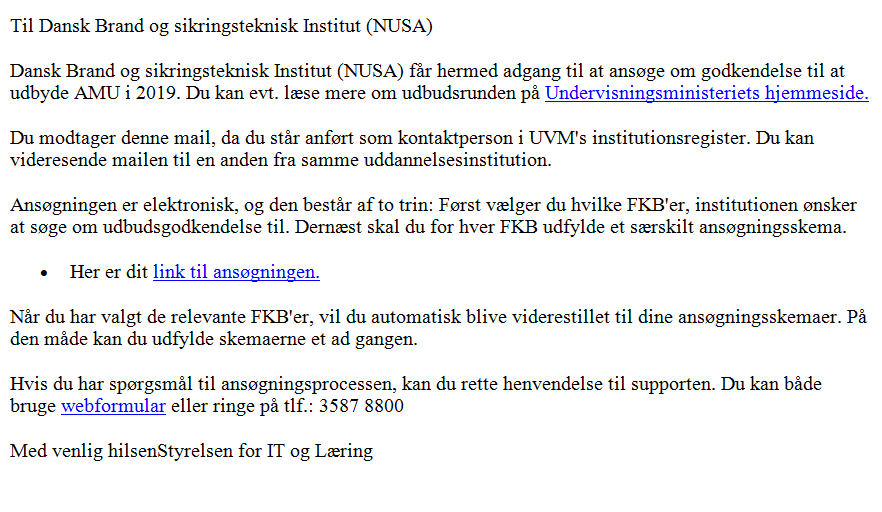 Til Dansk Brand og sikringsteknisk Institut (NUSA)
Dansk Brand og sikringsteknisk Institut (NUSA) får hermed adgang til at ansøge om godkendelse til at
udbyde AMU i 2019. Du kan evt. læse mere om udbudsrunden på Undervisningsministeriets hjemmeside.
Du modtager denne mail, da du står anført som kontaktperson i UVM's institutionsregister. Du kan
videresende mailen til en anden fra samme uddannelsesinstitution.
Ansøgningen er elektronisk, og den består af to trin: Først vælger du hvilke FKB'er, institutionen ønsker
at søge om udbudsgodkendelse til. Dernæst skal du for hver FKB udfylde et særskilt ansøgningsskema.
• Her er dit link til ansøgningen.
Når du har valgt de relevante FKB'er, vil du automatisk blive viderestillet til dine ansøgningsskemaer. På
den måde kan du udfylde skemaerne et ad gangen.
Hvis du har spørgsmål til ansøgningsprocessen, kan du rette henvendelse til supporten. Du kan både
bruge webformular eller ringe på tlf.: 3587 8800
Med venlig hilsenStyrelsen for IT og Læring